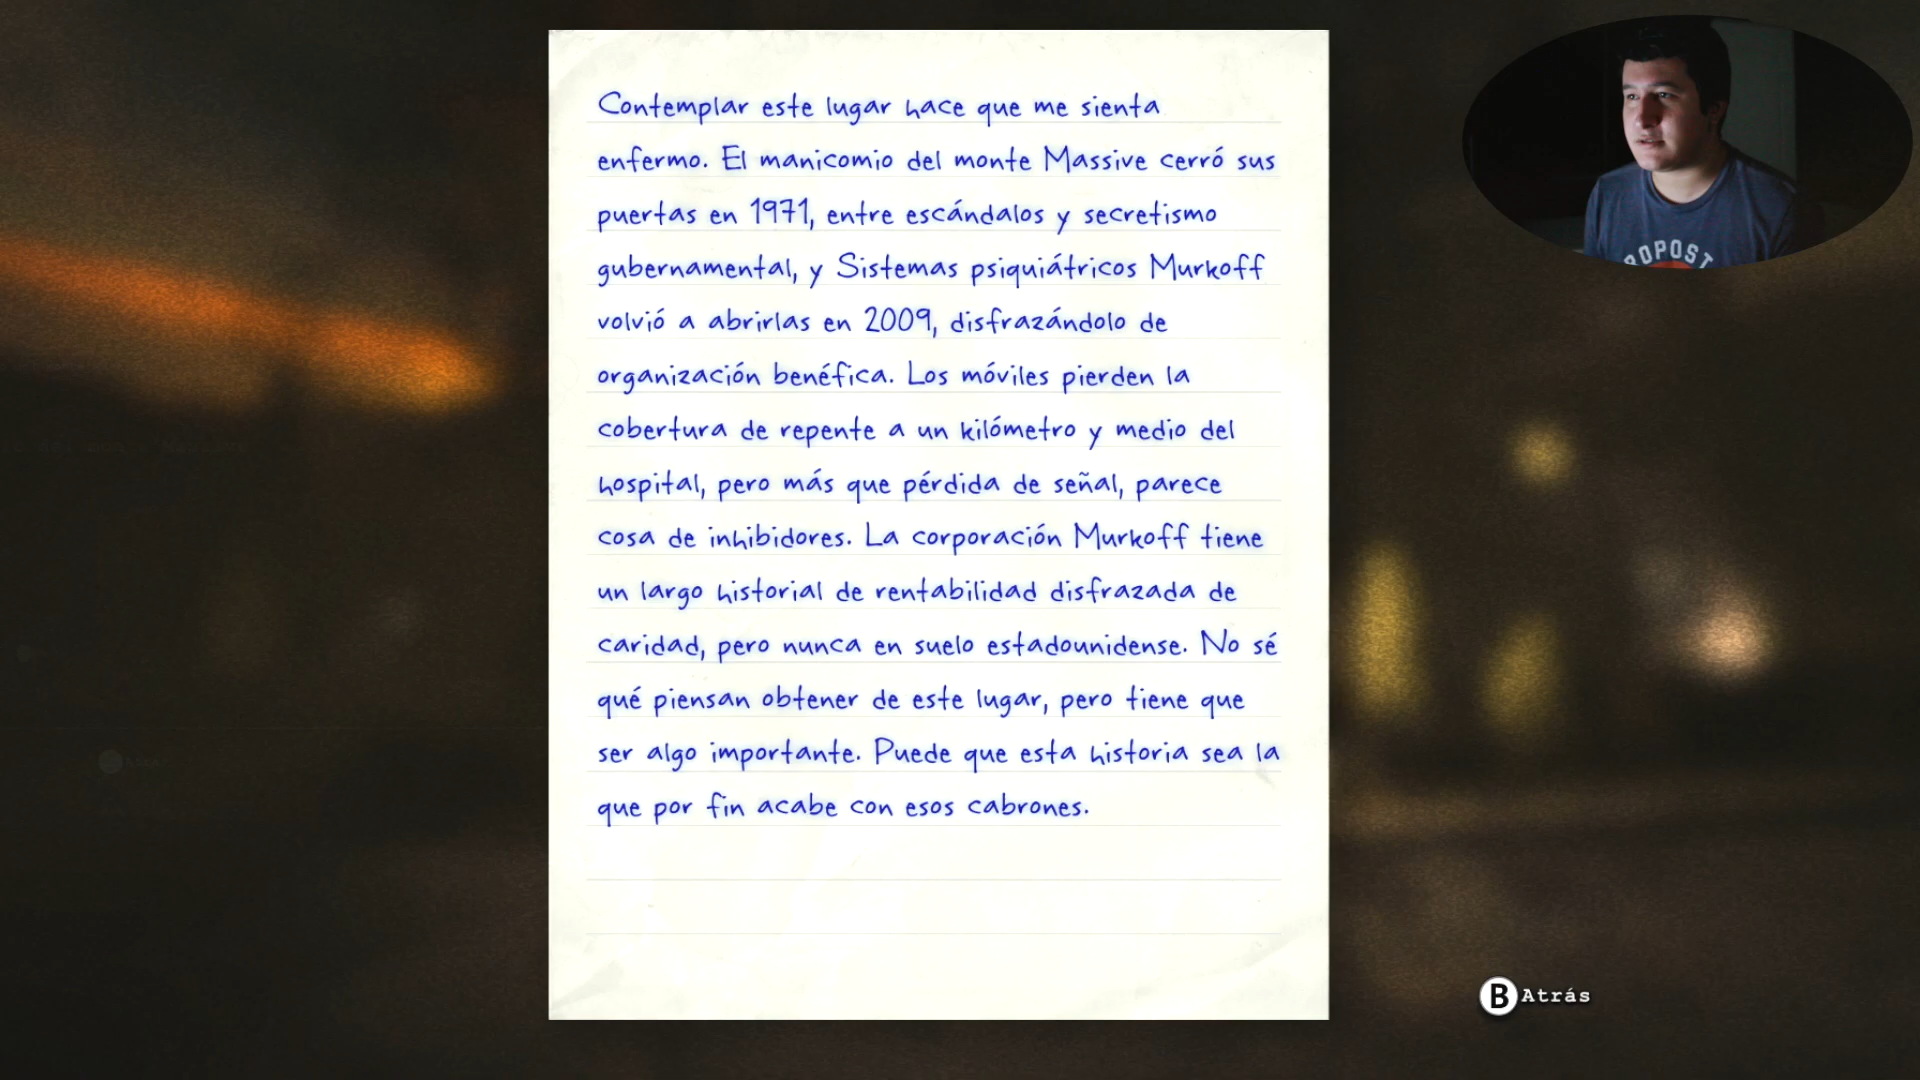 Contemplar este lugar hace que me sienta
enfermo. El manicomio del monte Massive cerró sus
puertas en 1971, entre escándalos y secretismo
gubernamental, y Sistemas psiquiátricos Murkoff
volvió a abrirlas en 2009, disfrazándolo de
organización benéfica. Los móviles pierden la
cobertura de repente a un kilómetro y medio del
hospital, pero más que pérdida de señal, parece
cosa de inhibidores. La corporación Murkoff tiene
un largo historial de rentabilidad disfrazada de
caridad, pero nunca en suelo estadounidense. No sé
qué piensan obtener de este lugar, pero tiene que
ser algo importante. Puede que esta historia sea la
que por fin acabe con esos cabrones.
B Atrás